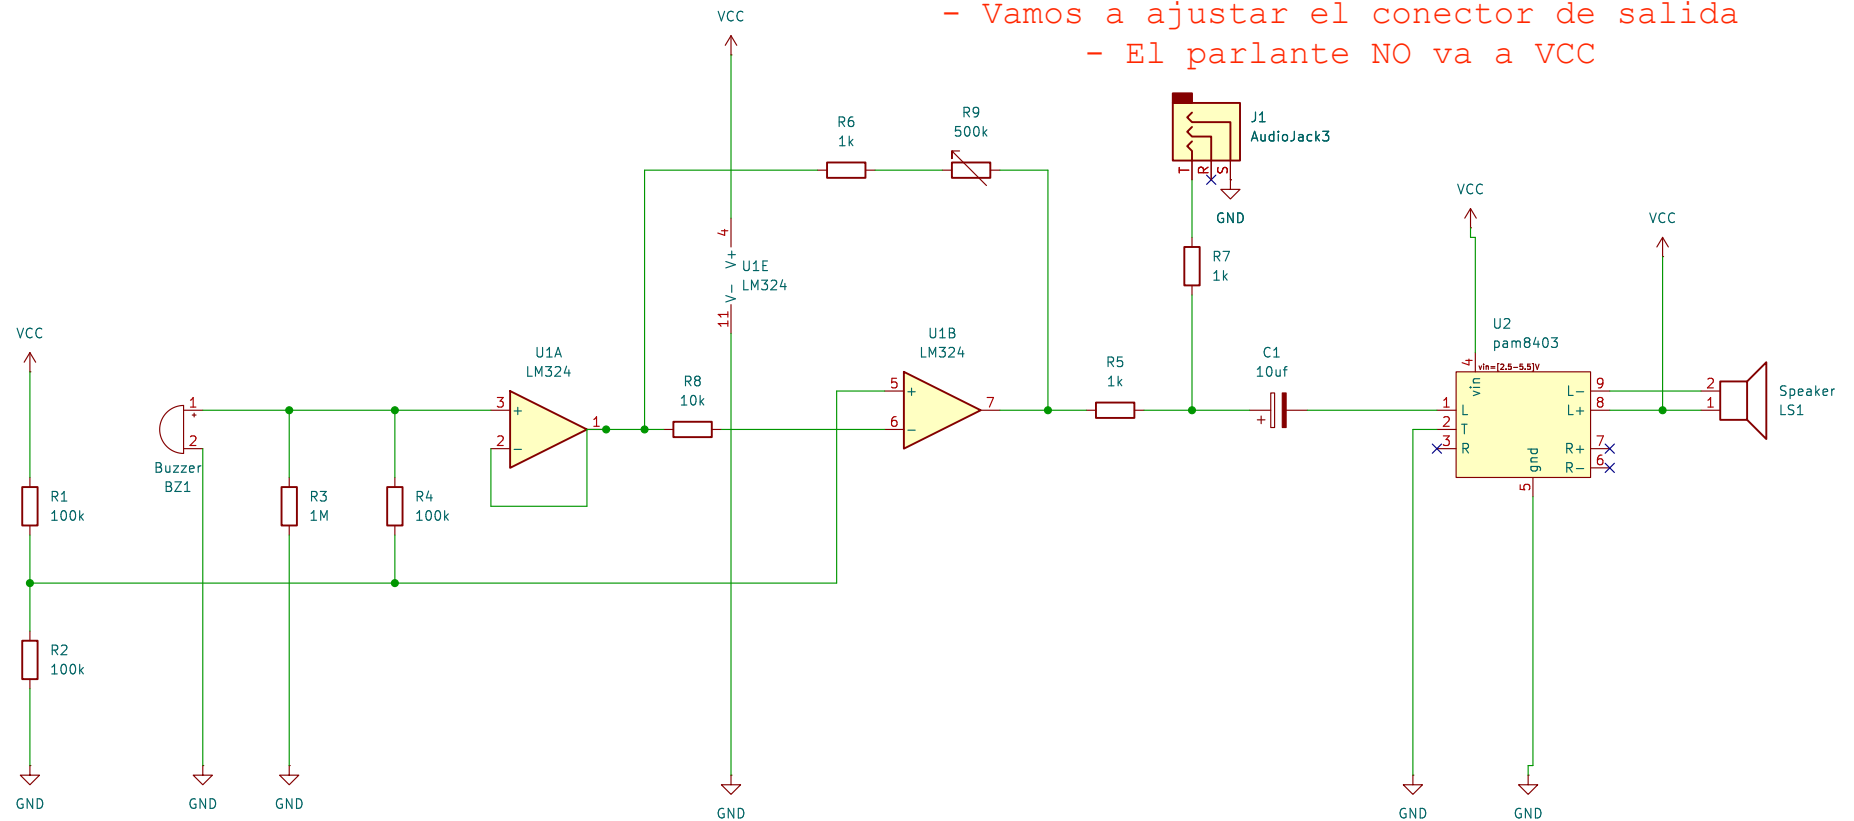 - Vamos a ajustar el conector de salida
- El parlante NO va a VCC
VCC
R6
1k
R9
500k
J1
AudioJack3
T
R
S
GND
R7
1k
VCC
VCC
4
V+
U1E
LM324
V-
11
VCC
U1A
LM324
3
+
2
-
1
R8
10k
U1B
LM324
5
+
6
-
7
R5
1k
C1
10uf
+
U2
pam8403
4
vin=[2.5-5.5]V
vin
1 L
2 T
3 R
L- 9
L+ 8
R+ 7
R- 6
gnd
5
2
1
Speaker
LS1
1
+
2
Buzzer
BZ1
R1
100k
R3
1M
R4
100k
R2
100k
GND
GND
GND
GND
GND
GND